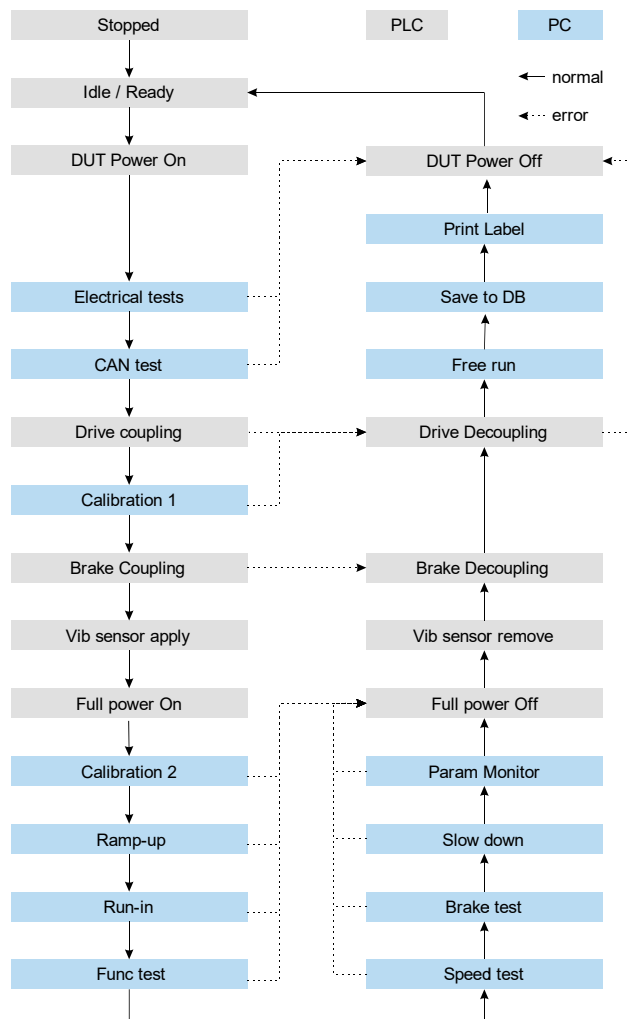 Stopped
PLC
PC
Idle / Ready
normal
error
DUT Power On
DUT Power Off
Print Label
Electrical tests
Save to DB
CAN test
Free run
Drive coupling
Drive Decoupling
Calibration 1
Brake Coupling
Brake Decoupling
Vib sensor apply
Vib sensor remove
Full power On
Full power Off
Calibration 2
Param Monitor
Ramp-up
Slow down
Run-in
Brake test
Func test
Speed test